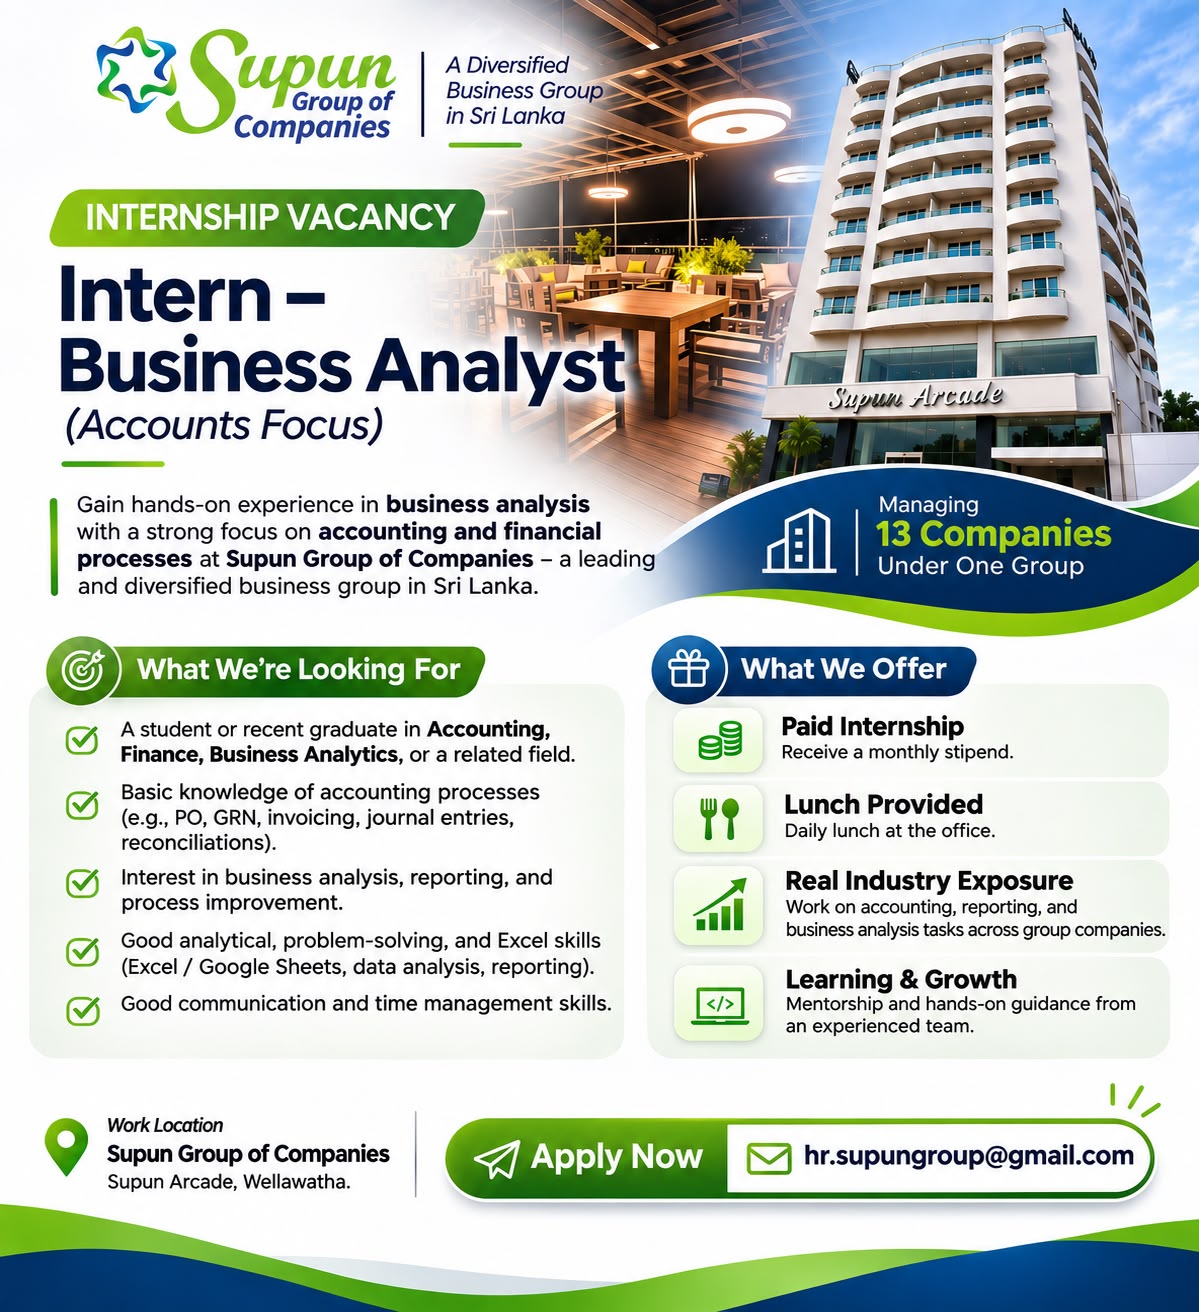 Supun
Group of
Companies
A Diversified
Business Group
in Sri Lanka
INTERNSHIP VACANCY
Intern –
Business Analyst
(Accounts Focus)
Supun Arcade
Gain hands-on experience in business analysis
with a strong focus on accounting and financial
processes at Supun Group of Companies – a leading
and diversified business group in Sri Lanka.
Managing
13 Companies
Under One Group
What We're Looking For
A student or recent graduate in Accounting,
Finance, Business Analytics, or a related field.
Basic knowledge of accounting processes
(e.g., PO, GRN, invoicing, journal entries,
reconciliations).
Interest in business analysis, reporting, and
process improvement.
Good analytical, problem-solving, and Excel skills
(Excel / Google Sheets, data analysis, reporting).
Good communication and time management skills.
What We Offer
Paid Internship
Receive a monthly stipend.
Lunch Provided
Daily lunch at the office.
Real Industry Exposure
Work on accounting, reporting, and
business analysis tasks across group companies.
</>
Learning & Growth
Mentorship and hands-on guidance from
an experienced team.
Work Location
Supun Group of Companies
Supun Arcade, Wellawatha.
Apply Now
hr.supungroup@gmail.com